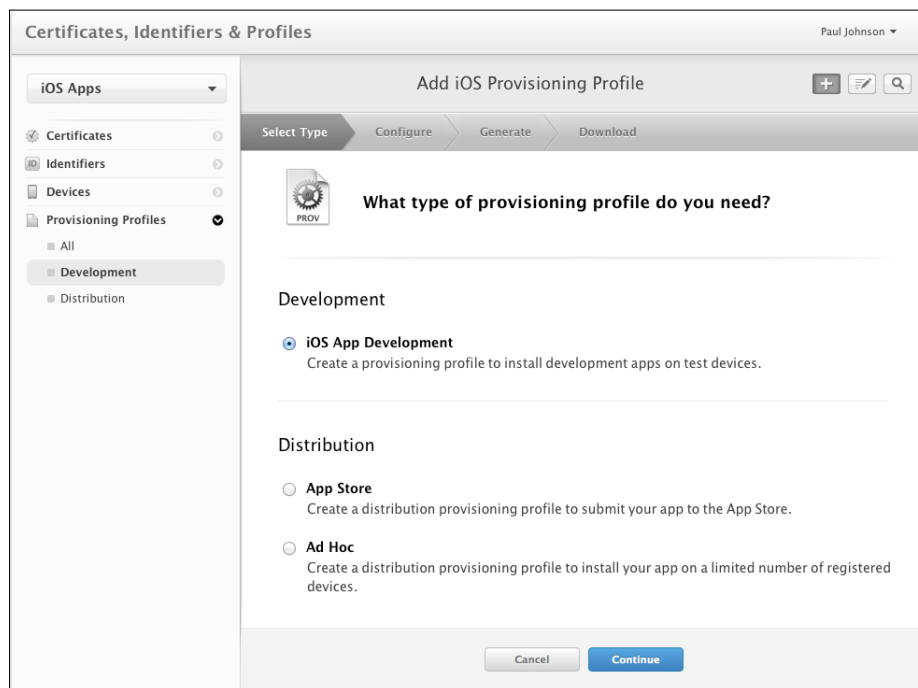 Certificates, Identifiers & Profiles
Paul Johnson
iOS Apps
Certificates
ID
Identifiers
Devices
Provisioning Profiles
All
Development
Distribution
Add iOS Provisioning Profile
Select Type
Configure
Generate
Download
PROV
What type of provisioning profile do you need?
Development
iOS App Development
Create a provisioning profile to install development apps on test devices.
Distribution
App Store
Create a distribution provisioning profile to submit your app to the App Store.
Ad Hoc
Create a distribution provisioning profile to install your app on a limited number of registered
devices.
Cancel
Continue